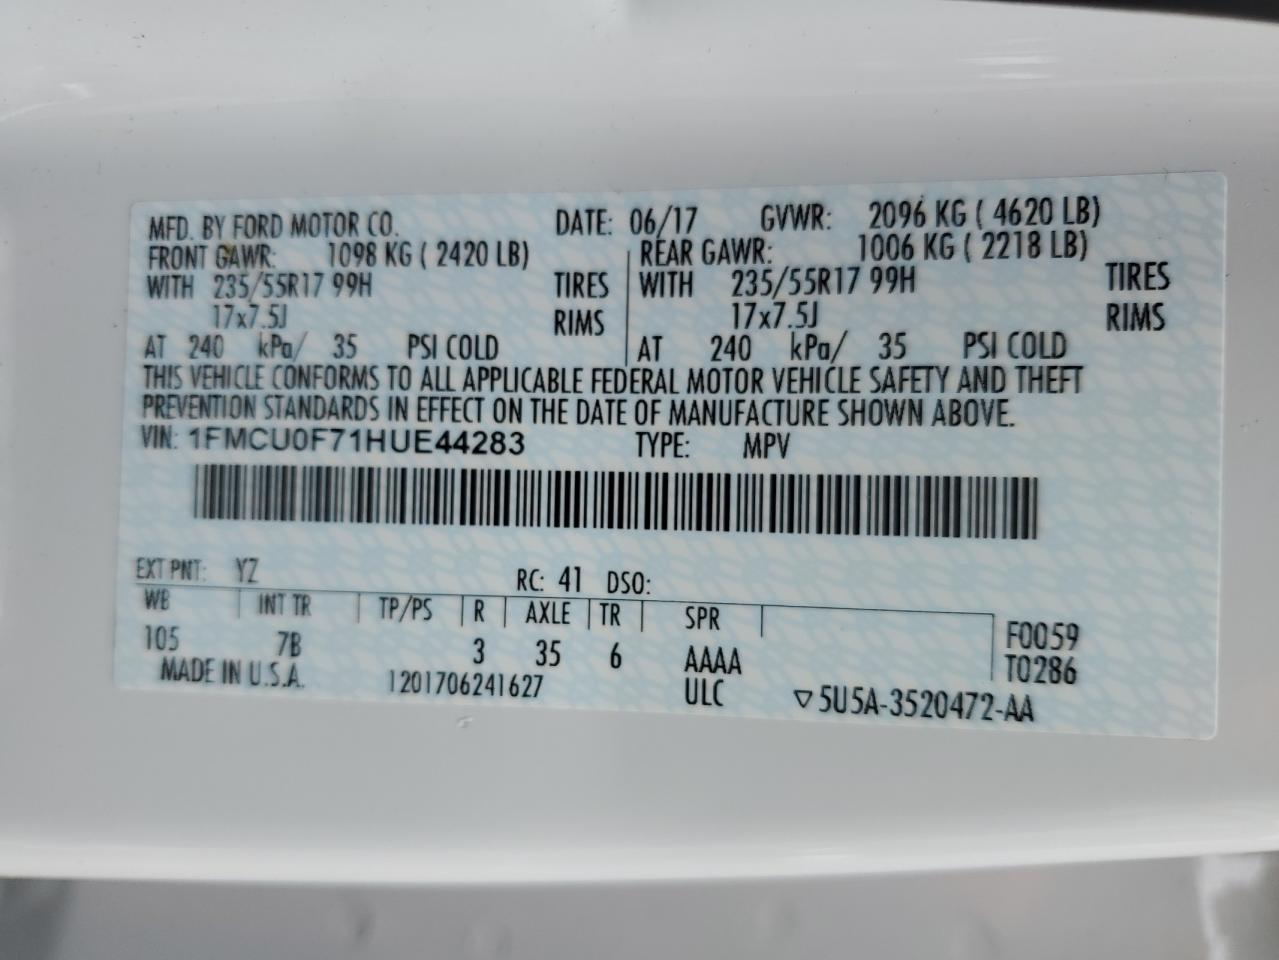 MFD. BY FORD MOTOR CO. DATE: 06/17 GVWR: 2096 KG ( 4620 LB)
FRONT GAWR: 1098 KG ( 2420 LB) REAR GAWR: 1006 KG ( 2218 LB)
WITH 235/55R17 99H TIRES WITH 235/55R17 99H TIRES
17x7.5J RIMS 17x7.5J RIMS
AT 240 kPa/ 35 PSI COLD AT 240 kPa/ 35 PSI COLD
THIS VEHICLE CONFORMS TO ALL APPLICABLE FEDERAL MOTOR VEHICLE SAFETY AND THEFT
PREVENTION STANDARDS IN EFFECT ON THE DATE OF MANUFACTURE SHOWN ABOVE.
VIN: 1FMCU0F71HUE44283 TYPE: MPV
EXT PNT: YZ RC: 41 DSO:
WB INT TR TP/PS R AXLE TR SPR F0059
105 7B 3 35 6 AAAA T0286
MADE IN U.S.A. 1201706241627 ULC ▽5U5A-3520472-AA